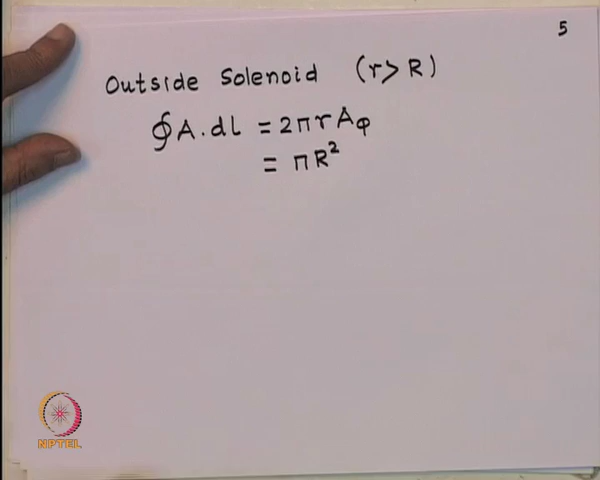 5
Outside Solenoid (r > R)
∮A.dl = 2πrAφ
= πR²
NPTEL